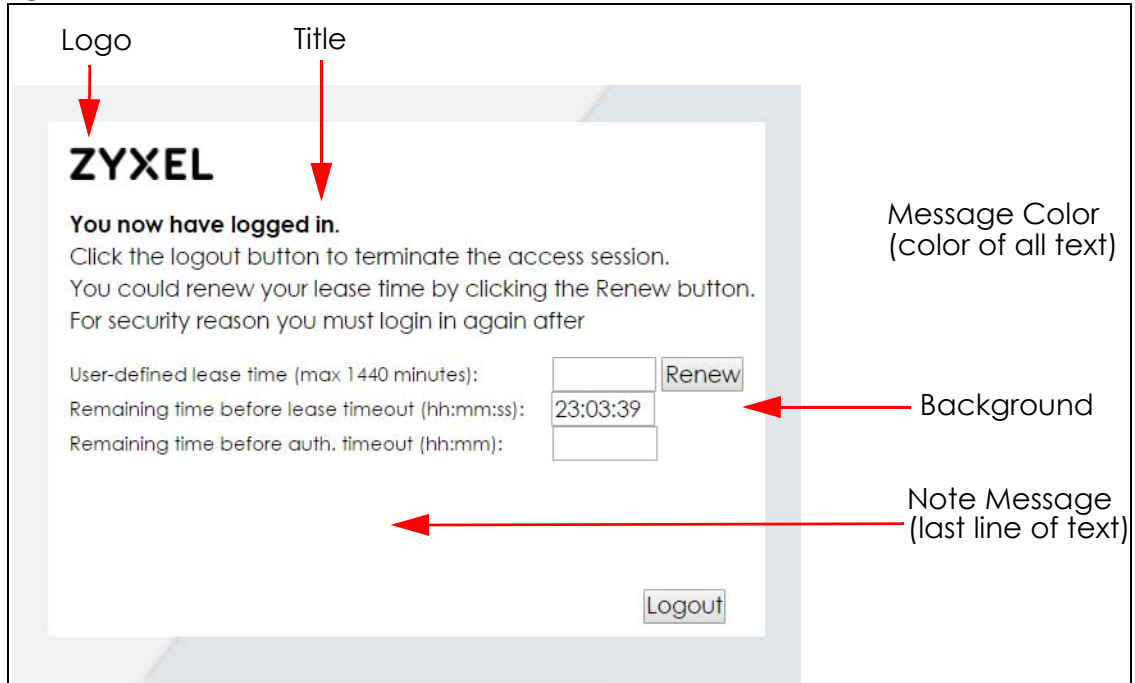 Logo
Title
ZYXEL
You now have logged in.
Click the logout button to terminate the access session.
You could renew your lease time by clicking the Renew button.
For security reason you must login in again after
Message Color
(color of all text)
User-defined lease time (max 1440 minutes):
Renew
Remaining time before lease timeout (hh:mm:ss):
23:03:39
Background
Remaining time before auth. timeout (hh:mm):
Note Message
(last line of text)
Logout